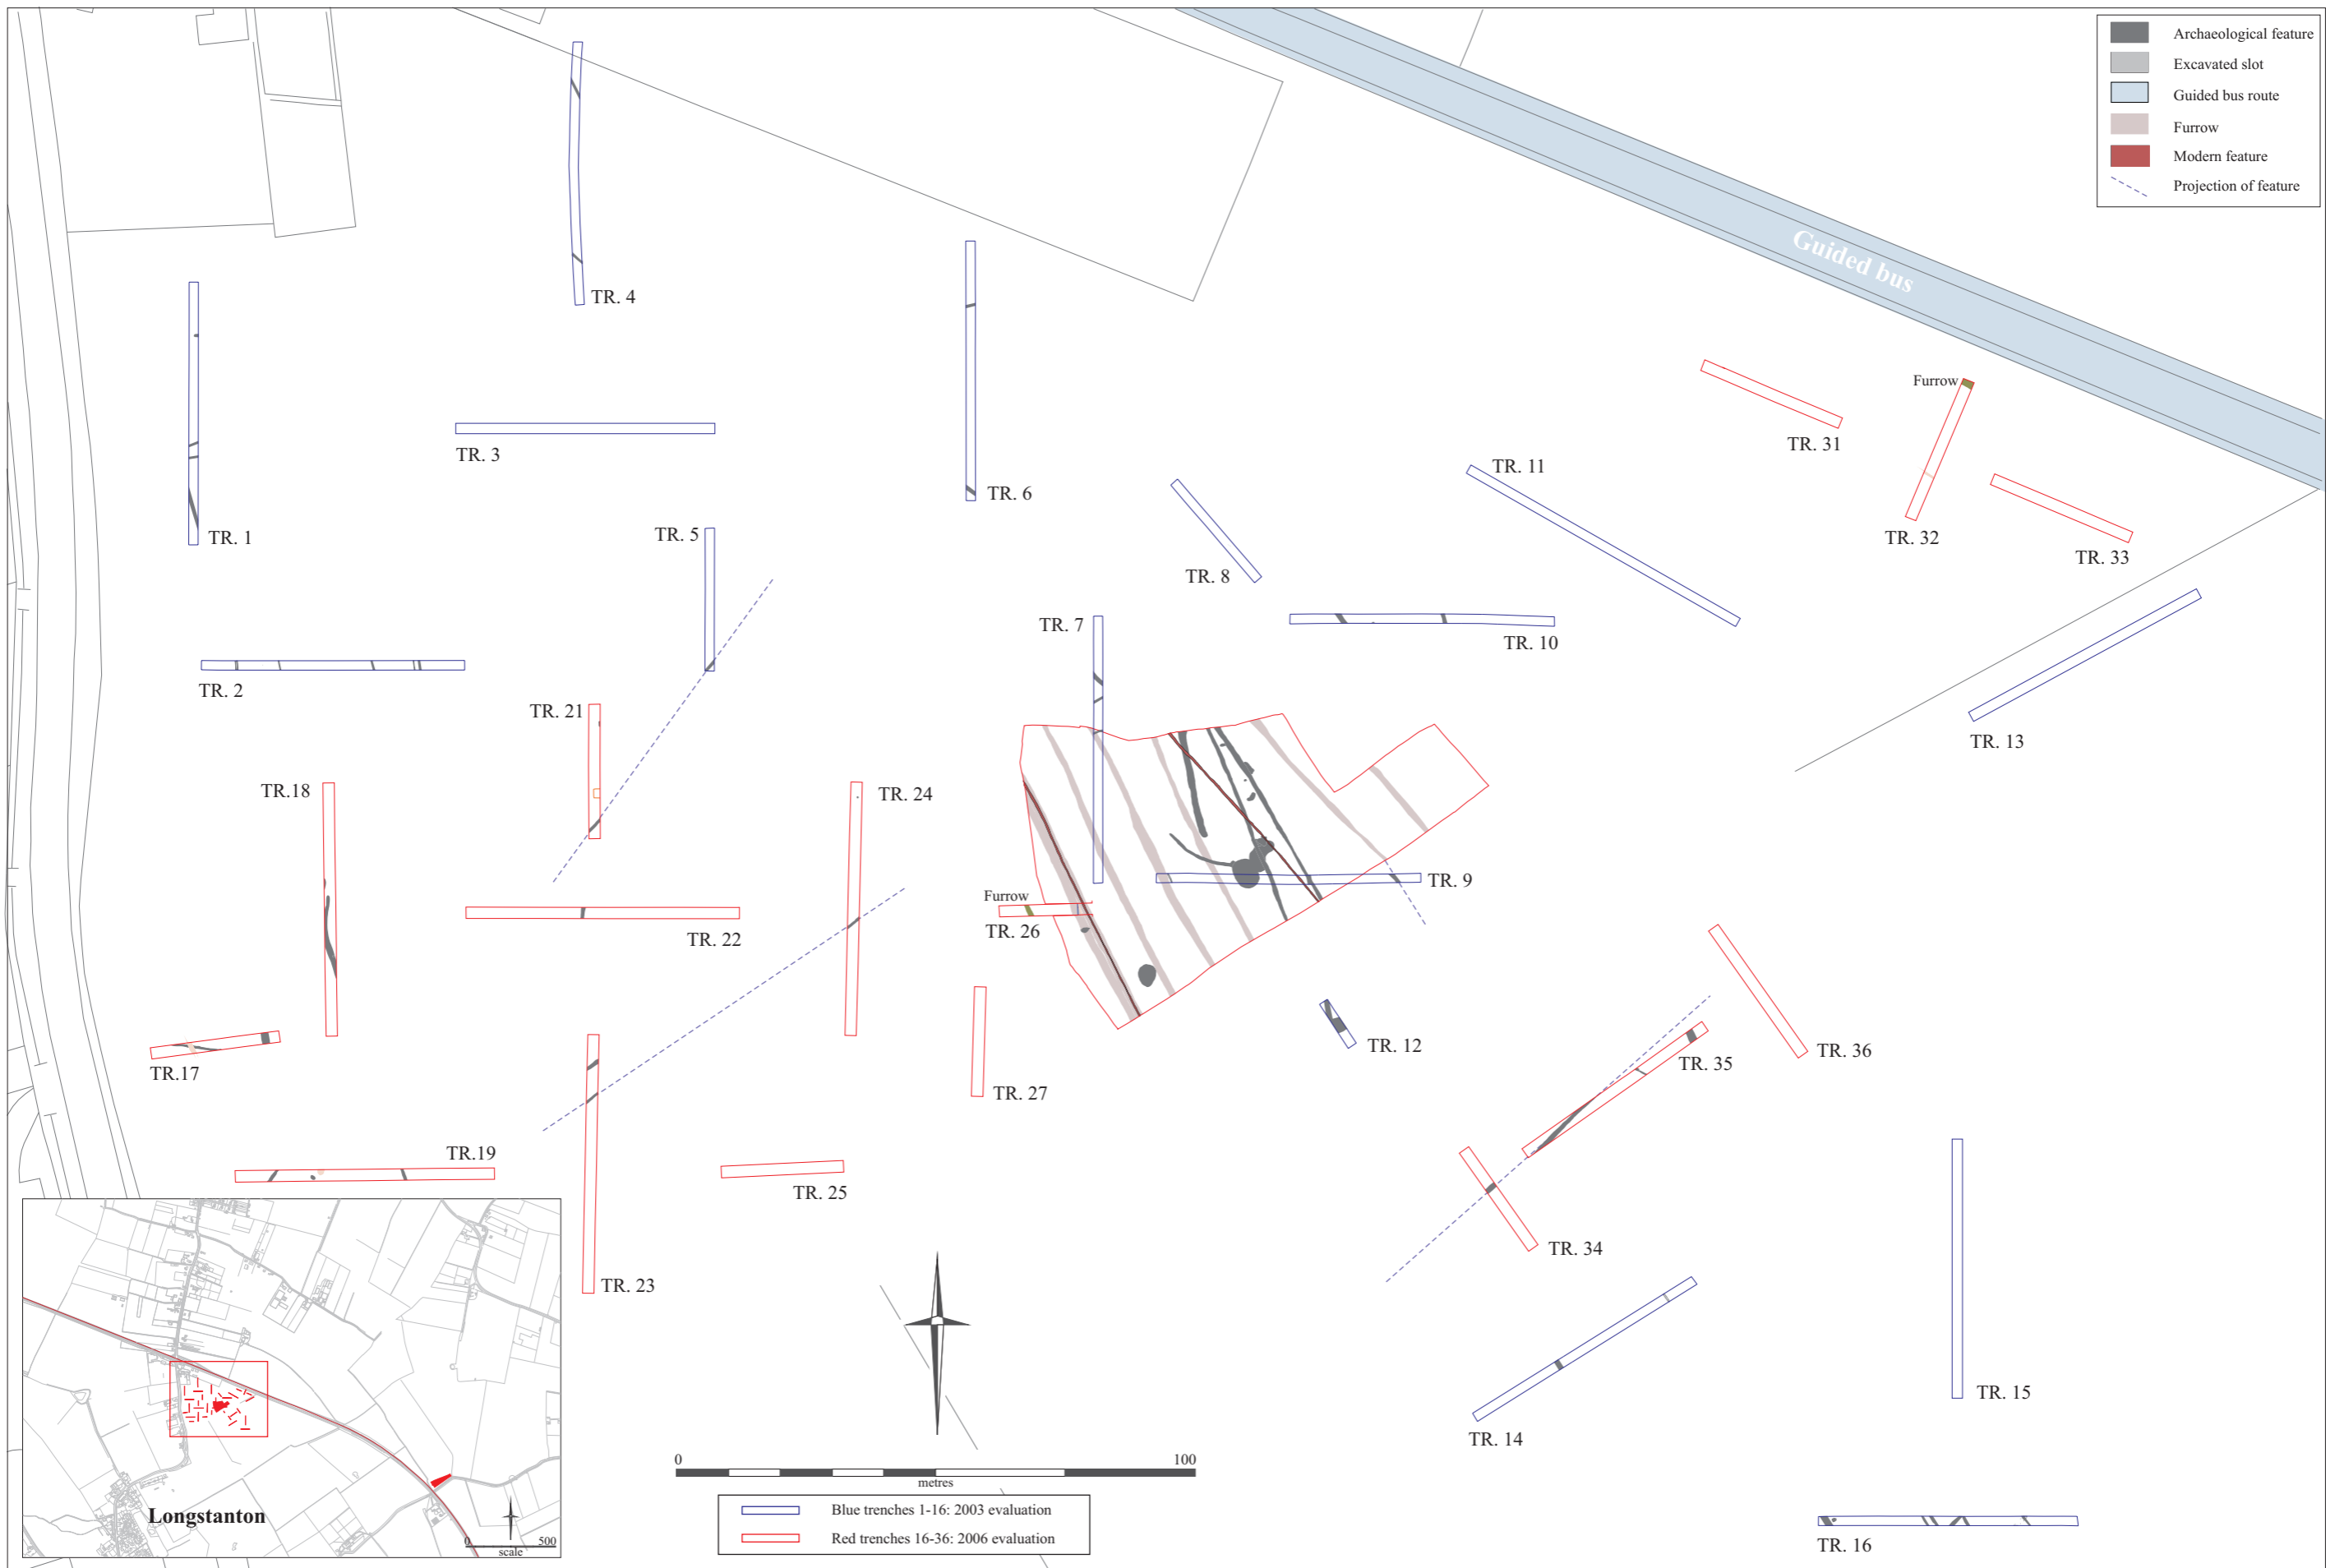 Archaeological feature
Excavated slot
Guided bus route
Furrow
Modern feature
Projection of feature
Guided bus
TR. 4
TR. 1
TR. 3
TR. 6
TR. 5
TR. 2
TR. 8
TR. 11
TR. 31
Furrow
TR. 32
TR. 33
TR. 7
TR. 10
TR. 13
TR. 21
TR.18
TR. 24
TR. 9
Furrow
TR. 26
TR. 22
TR.17
TR. 12
TR. 27
TR. 35
TR. 36
TR.19
TR. 25
TR. 34
TR. 23
TR. 15
TR. 14
TR. 16
0 100
metres
Blue trenches 1-16: 2003 evaluation
Red trenches 16-36: 2006 evaluation
Longstanton
0 500
scale